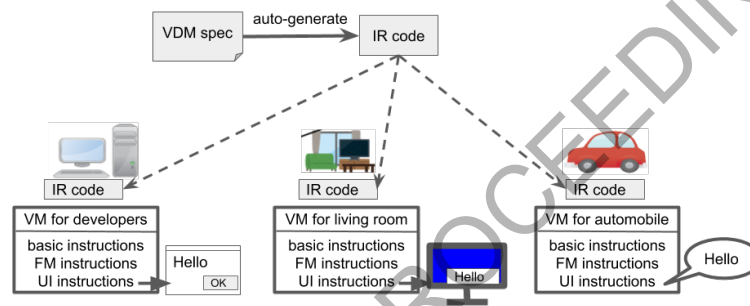 VDM spec
auto-generate
IR code
IR code
IR code
IR code
VM for developers
basic instructions
FM instructions
UI instructions
Hello
OK
VM for living room
basic instructions
FM instructions
UI instructions
Hello
VM for automobile
basic instructions
FM instructions
UI instructions
Hello